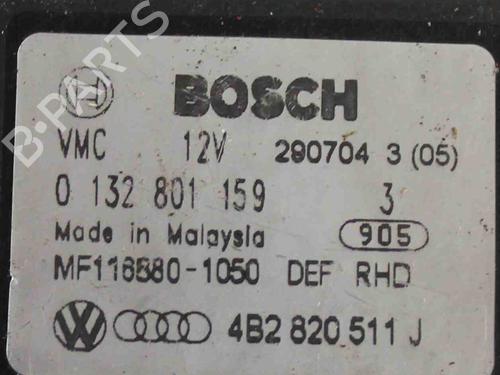 BOSCH
VMC 12V 290704 3 (05)
0 132 801 159 3
Made in Malaysia 905
MF116580-1050 DEF RHD
4B2 820 511 J
B-PARTS